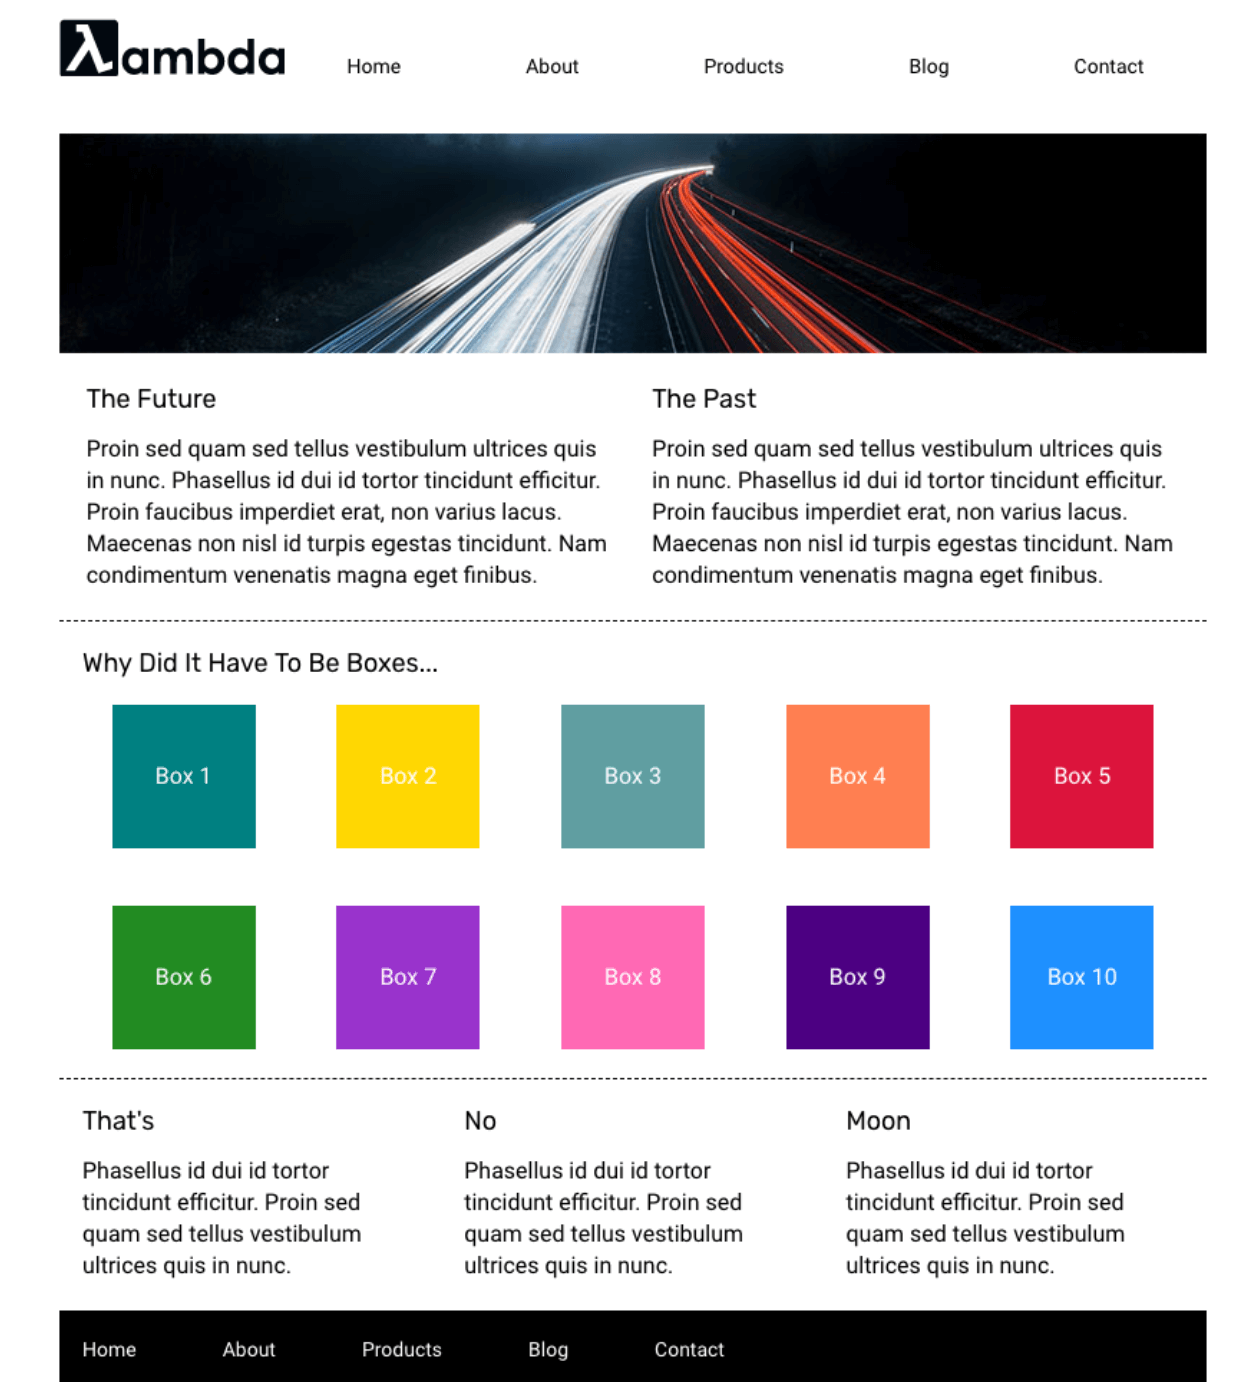 λambda
Home About Products Blog Contact
The Future
Proin sed quam sed tellus vestibulum ultrices quis
in nunc. Phasellus id dui id tortor tincidunt efficitur.
Proin faucibus imperdiet erat, non varius lacus.
Maecenas non nisl id turpis egestas tincidunt. Nam
condimentum venenatis magna eget finibus.
The Past
Proin sed quam sed tellus vestibulum ultrices quis
in nunc. Phasellus id dui id tortor tincidunt efficitur.
Proin faucibus imperdiet erat, non varius lacus.
Maecenas non nisl id turpis egestas tincidunt. Nam
condimentum venenatis magna eget finibus.
Why Did It Have To Be Boxes...
Box 1 Box 2 Box 3 Box 4 Box 5
Box 6 Box 7 Box 8 Box 9 Box 10
That's
Phasellus id dui id tortor
tincidunt efficitur. Proin sed
quam sed tellus vestibulum
ultrices quis in nunc.
No
Phasellus id dui id tortor
tincidunt efficitur. Proin sed
quam sed tellus vestibulum
ultrices quis in nunc.
Moon
Phasellus id dui id tortor
tincidunt efficitur. Proin sed
quam sed tellus vestibulum
ultrices quis in nunc.
Home About Products Blog Contact